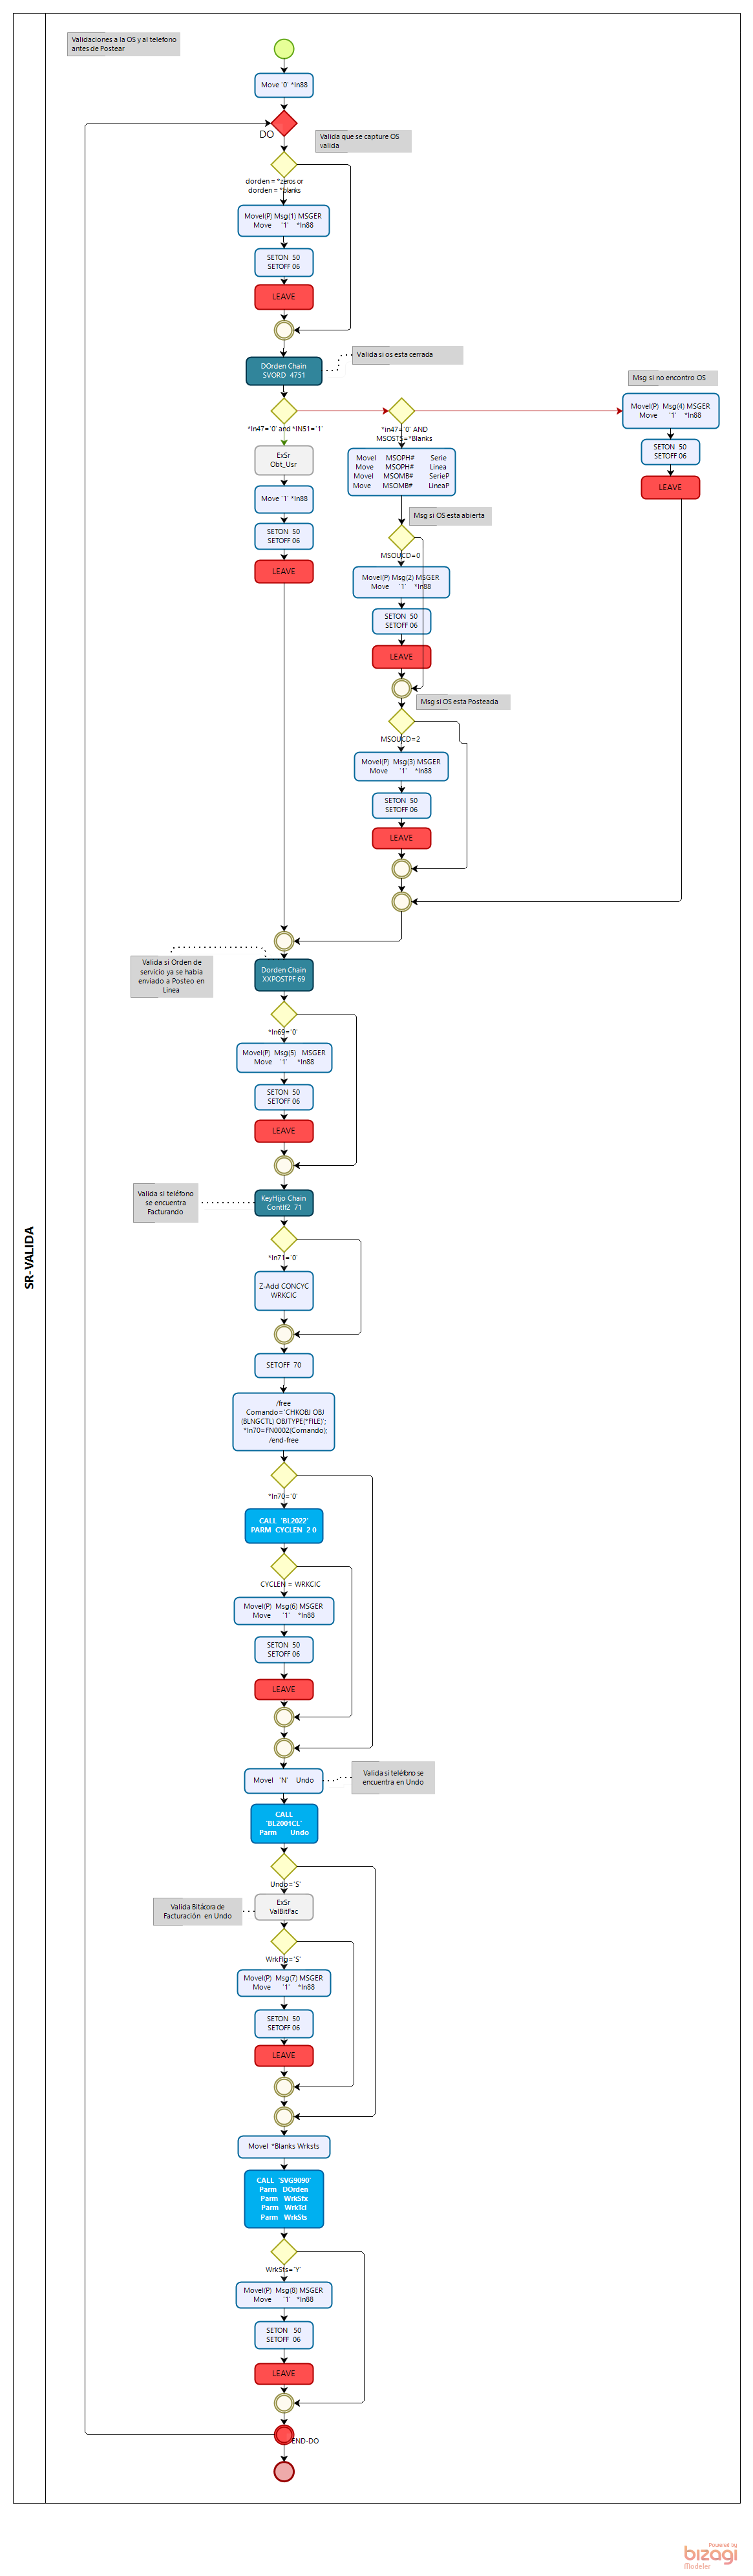 Validaciones a la OS y al telefono
antes de Postear
Move '0' *In88
DO
Valida que se capture OS
valida
dorden = *zeros or
dorden = *blanks
Movel(P) Msg(1) MSGER
Move '1' *In88
SETON 50
SETOFF 06
LEAVE
DOrden Chain
SVORD 4751
Valida si os esta cerrada
*In47='0' and *IN51='1'
*in47='0' AND
MSOSTS=*Blanks
Msg si no encontro OS
Movel(P) Msg(4) MSGER
Move '1' *In88
SETON 50
SETOFF 06
LEAVE
ExSr
Obt_Usr
Move '1' *In88
SETON 50
SETOFF 06
LEAVE
Movel MSOPH# Serie
Move MSOPH# Linea
Movel MSOMB# SerieP
Move MSOMB# LineaP
Msg si OS esta abierta
MSOUCD=0
Movel(P) Msg(2) MSGER
Move '1' *In88
SETON 50
SETOFF 06
LEAVE
Msg si OS esta Posteada
MSOUCD=2
Movel(P) Msg(3) MSGER
Move '1' *In88
SETON 50
SETOFF 06
LEAVE
Valida si Orden de
servicio ya se habia
enviado a Posteo en
Linea
Dorden Chain
XXPOSTPF 69
*In69='0'
Movel(P) Msg(5) MSGER
Move '1' *In88
SETON 50
SETOFF 06
LEAVE
Valida si teléfono
se encuentra
Facturando
KeyHijo Chain
Contlf2 71
*In71='0'
Z-Add CONCYC
WRKCIC
SETOFF 70
/free
Comando='CHKOBJ OBJ
(BLNGCTL) OBJTYPE(*FILE)';
*In70=FN0002(Comando);
/end-free
*In70='0'
CALL 'BL2022'
PARM CYCLEN 2 0
CYCLEN = WRKCIC
Movel(P) Msg(6) MSGER
Move '1' *In88
SETON 50
SETOFF 06
LEAVE
Movel 'N' Undo
Valida si teléfono se
encuentra en Undo
CALL
'BL2001CL'
Parm Undo
Undo='S'
Valida Bitácora de
Facturación en Undo
ExSr
ValBitFac
WrkFlg='S'
Movel(P) Msg(7) MSGER
Move '1' *In88
SETON 50
SETOFF 06
LEAVE
Movel *Blanks Wrksts
CALL 'SVG9090'
Parm DOrden
Parm WrkSfx
Parm WrkTcl
Parm WrkSts
WrkSts='Y'
Movel(P) Msg(8) MSGER
Move '1' *In88
SETON 50
SETOFF 06
LEAVE
END-DO
SR-VALIDA
Powered by
bizagi
Modeler